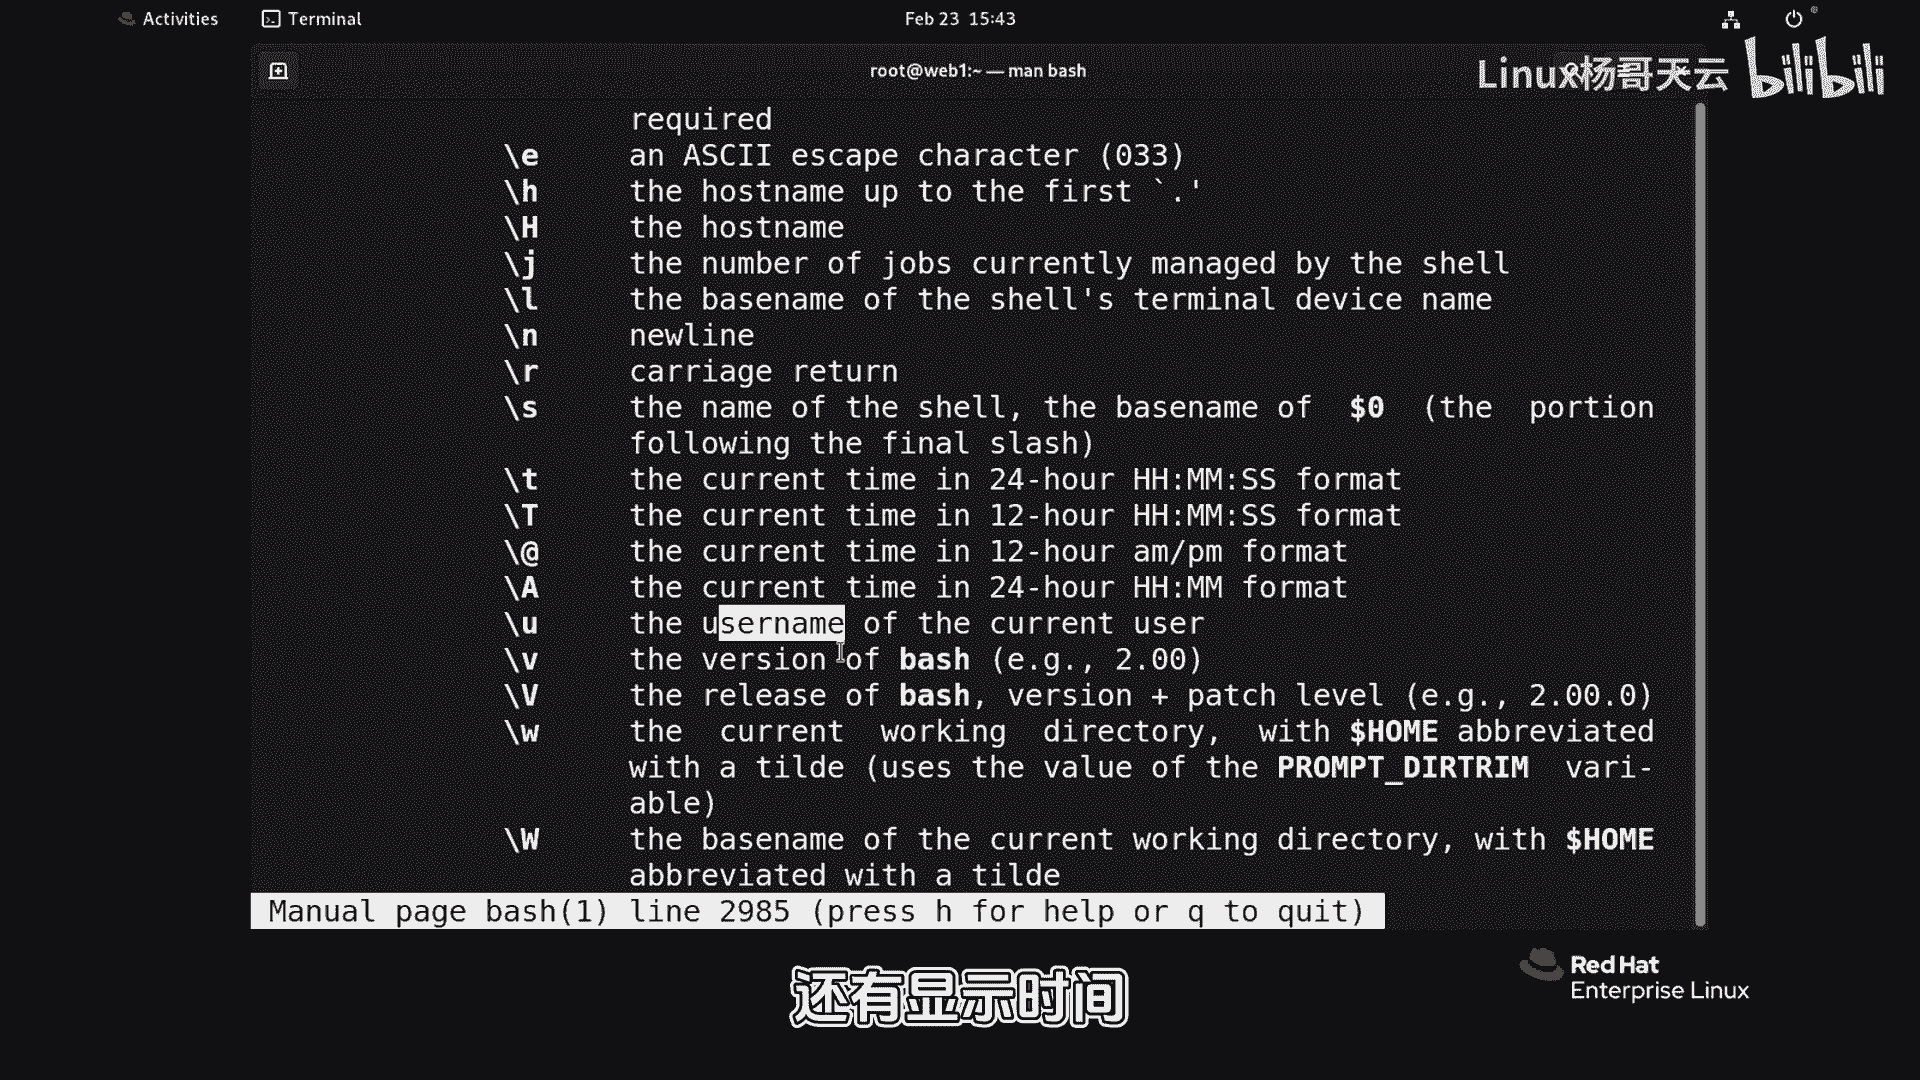 Activities Terminal Feb 23 15:43
root@web1:~ — man bash
Linux杨哥天云 bilibili
required
\e an ASCII escape character (033)
\h the hostname up to the first `.'
\H the hostname
\j the number of jobs currently managed by the shell
\l the basename of the shell's terminal device name
\n newline
\r carriage return
\s the name of the shell, the basename of $0 (the portion
following the final slash)
\t the current time in 24-hour HH:MM:SS format
\T the current time in 12-hour HH:MM:SS format
\@ the current time in 12-hour am/pm format
\A the current time in 24-hour HH:MM format
\u the username of the current user
\v the version of bash (e.g., 2.00)
\V the release of bash, version + patch level (e.g., 2.00.0)
\w the current working directory, with $HOME abbreviated
with a tilde (uses the value of the PROMPT_DIRTRIM vari-
able)
\W the basename of the current working directory, with $HOME
abbreviated with a tilde
Manual page bash(1) line 2985 (press h for help or q to quit)
Red Hat
Enterprise Linux
还有显示时间